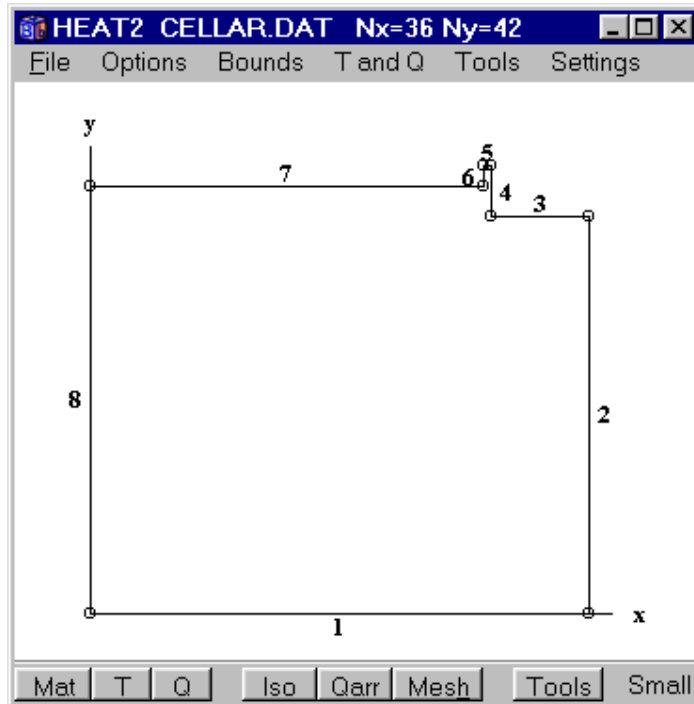 HEAT2 CELLAR.DAT Nx=36 Ny=42
File Options Bounds T and Q Tools Settings
y
5
7
6
4
3
8
2
x
1
Mat T Q Iso Qarr Mesh Tools Small